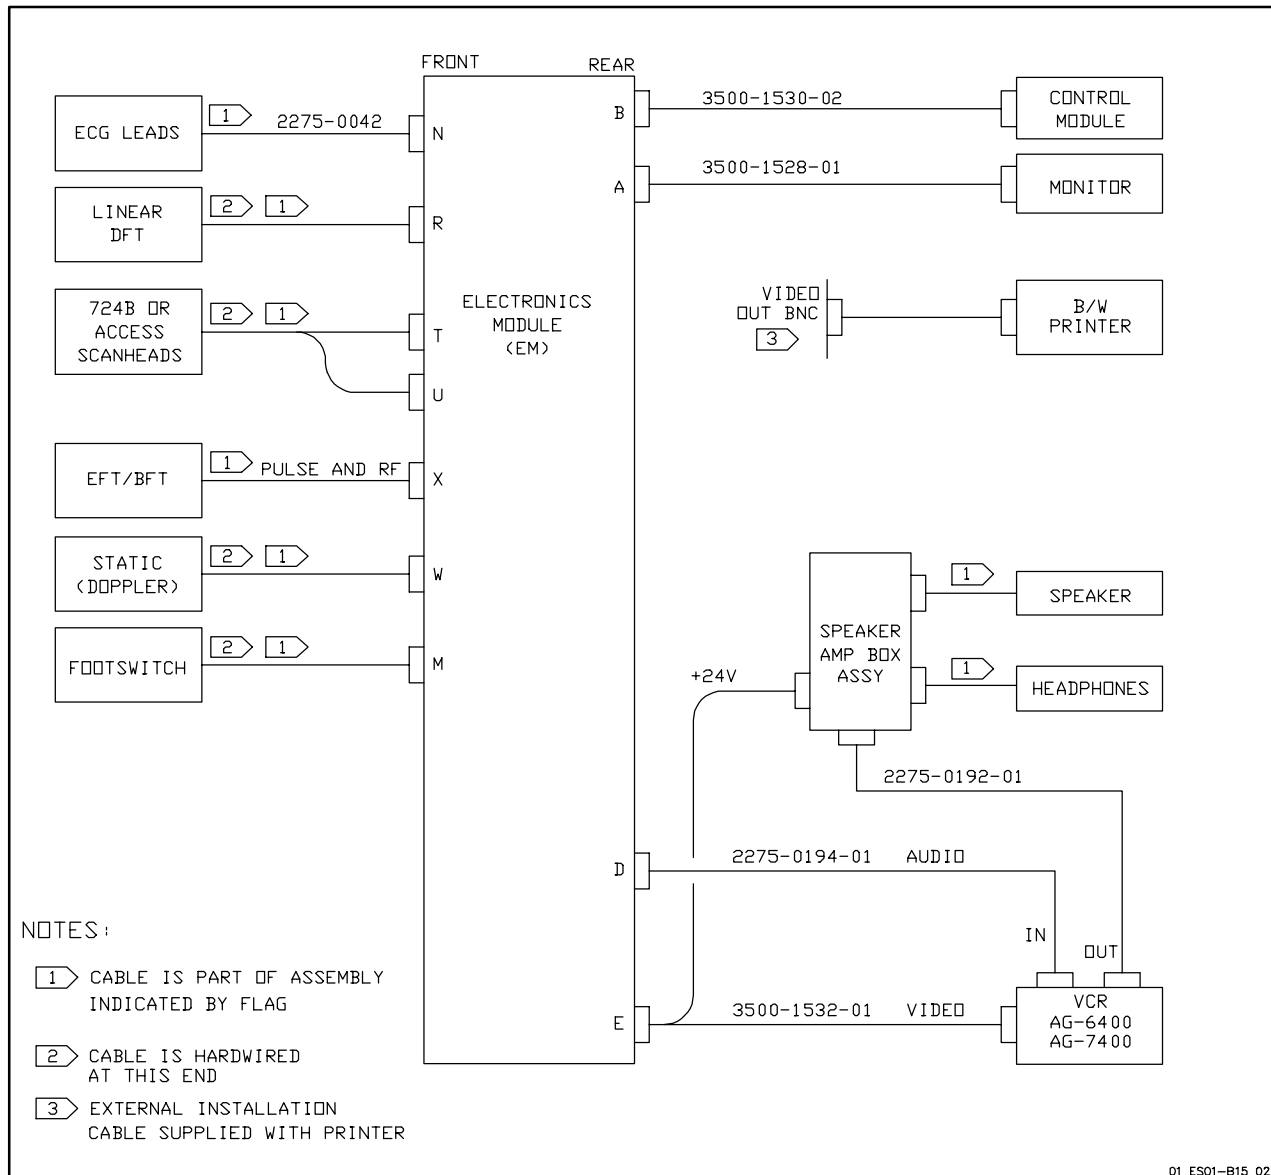 FRONT
REAR
ECG LEADS
1
2275-0042
N
LINEAR
DFT
2
1
R
724B OR
ACCESS
SCANHEADS
2
1
T
U
EFT/BFT
1
PULSE AND RF
X
STATIC
(DOPPLER)
2
1
W
FOOTSWITCH
2
1
M
ELECTRONICS
MODULE
(EM)
B
3500-1530-02
CONTROL
MODULE
A
3500-1528-01
MONITOR
VIDEO
OUT BNC
3
B/W
PRINTER
SPEAKER
AMP BOX
ASSY
1
SPEAKER
1
HEADPHONES
+24V
2275-0192-01
D
2275-0194-01 AUDIO
IN
OUT
E
3500-1532-01 VIDEO
VCR
AG-6400
AG-7400
NOTES:
1 CABLE IS PART OF ASSEMBLY
INDICATED BY FLAG
2 CABLE IS HARDWIRED
AT THIS END
3 EXTERNAL INSTALLATION
CABLE SUPPLIED WITH PRINTER
01_ES01-B15_02